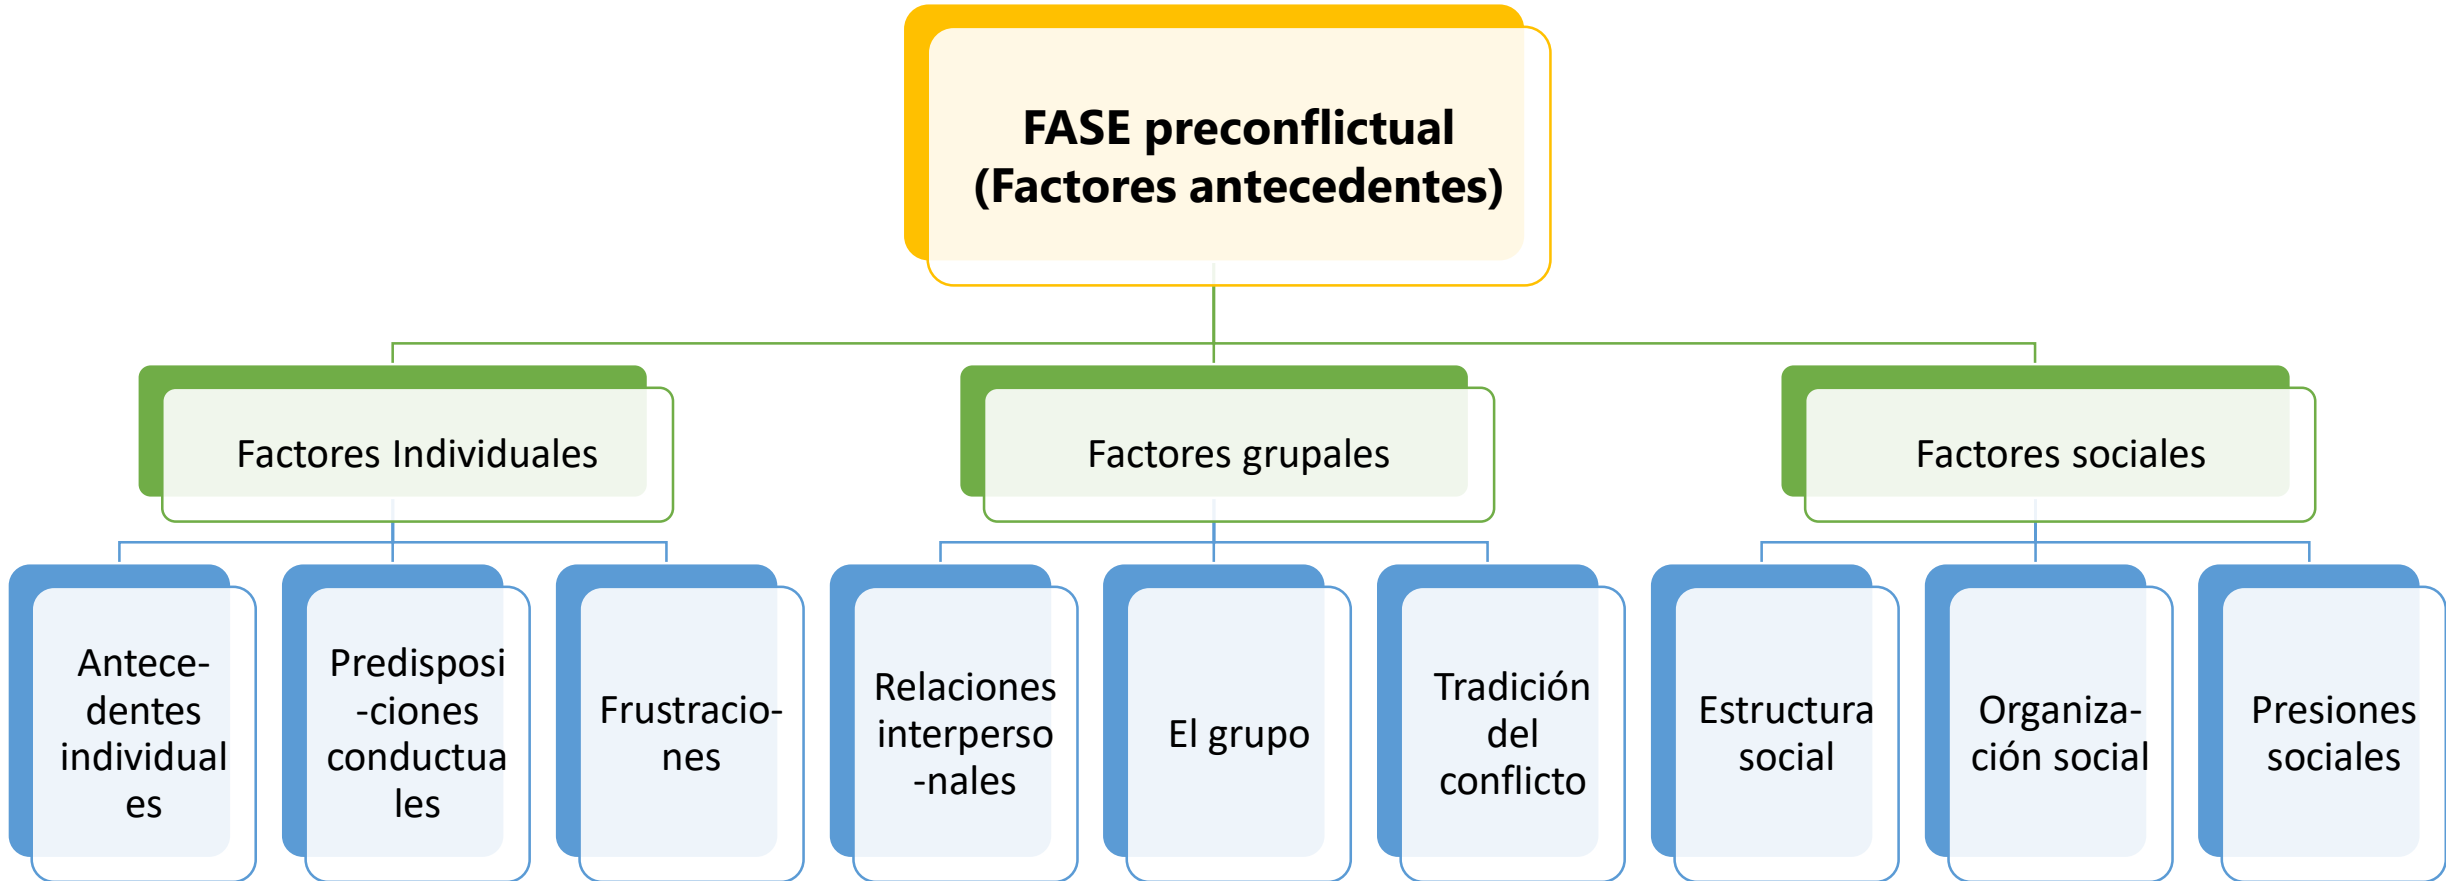 FASE preconflictual
(Factores antecedentes)
Factores Individuales
Factores grupales
Factores sociales
Antece-
dentes
individual
es
Predisposi
-ciones
conductua
les
Frustracio-
nes
Relaciones
interperso
-nales
El grupo
Tradición
del
conflicto
Estructura
social
Organiza-
ción social
Presiones
sociales